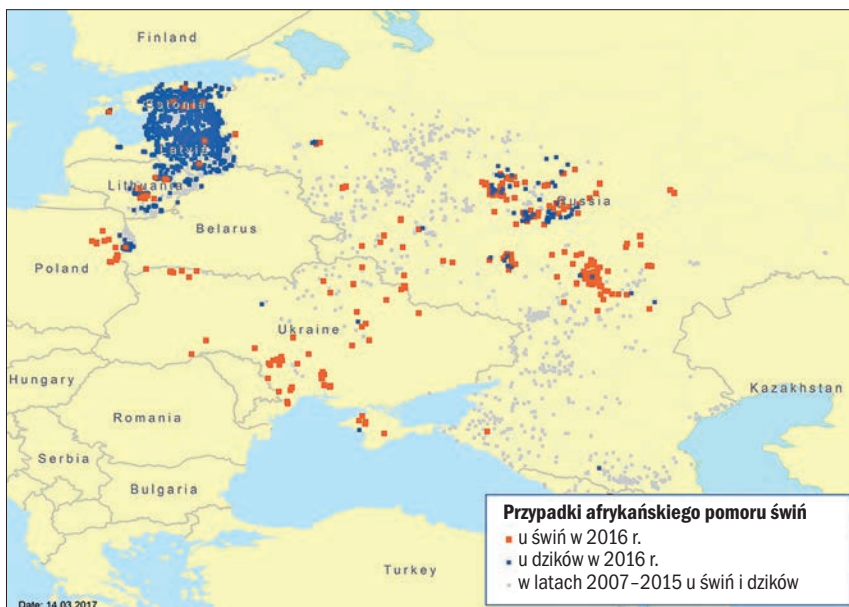 Finland
Estonia
Latvia
Lithuania
Russia
Belarus
Poland
Ukraine
Hungary
Kazakhstan
Romania
Serbia
Bulgaria
Turkey
Przypadki afrykańskiego pomoru świń
u świń w 2016 r.
u dzików w 2016 r.
w latach 2007–2015 u świń i dzików
Date: 14.03.2017